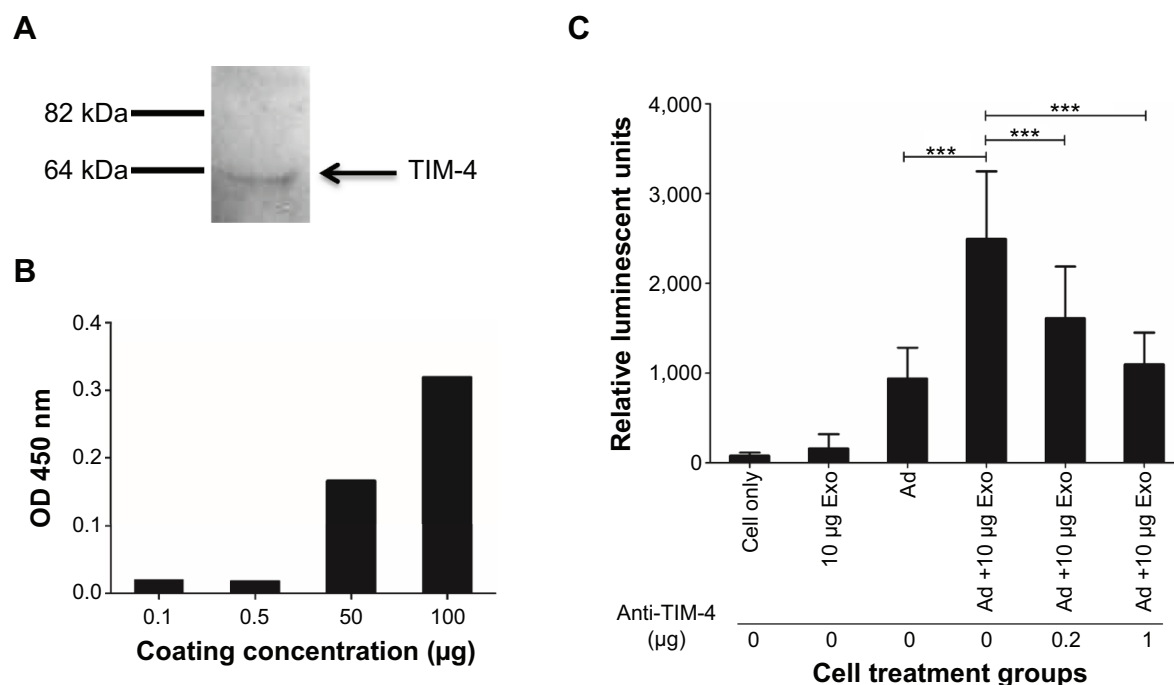 A
82 kDa
64 kDa
TIM-4
B
OD 450 nm
0.4
0.3
0.2
0.1
0.0
0.1 0.5 50 100
Coating concentration (µg)
C
Relative luminescent units
4,000
3,000
2,000
1,000
0
***
***
***
Cell only
10 µg Exo
Ad
Ad +10 µg Exo
Ad +10 µg Exo
Ad +10 µg Exo
Anti-TIM-4
(µg)
0 0 0 0 0.2 1
Cell treatment groups